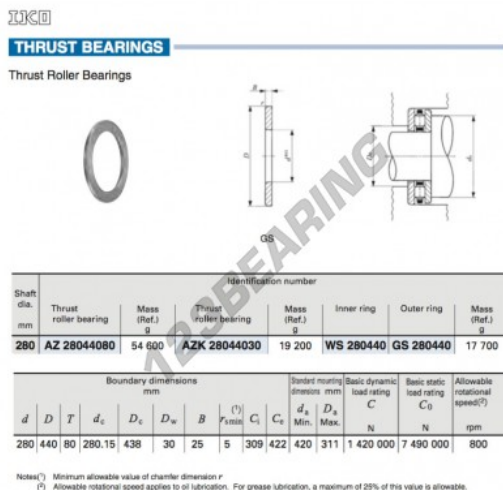 IKO
THRUST BEARINGS
Thrust Roller Bearings
B
r
D
d
Da
da
GS
123BEARING
Identification number
Shaft dia. mm | Thrust roller bearing | Mass (Ref.) g | Thrust roller bearing | Mass (Ref.) g | Inner ring | Outer ring | Mass (Ref.) g
280 | AZ 28044080 | 54 600 | AZK 28044030 | 19 200 | WS 280440 | GS 280440 | 17 700
Boundary dimensions mm | Standard mounting dimensions mm | Basic dynamic load rating C N | Basic static load rating C0 N | Allowable rotational speed(2) rpm
d | D | T | dc | Dc | Dw | B | rs min(1) | Ci | Ce | da Min. | Da Max.
280 | 440 | 80 | 280.15 | 438 | 30 | 25 | 5 | 309 | 422 | 420 | 311 | 1 420 000 | 7 490 000 | 800
Notes(1) Minimum allowable value of chamfer dimension r
(2) Allowable rotational speed applies to oil lubrication. For grease lubrication, a maximum of 25% of this value is allowable.